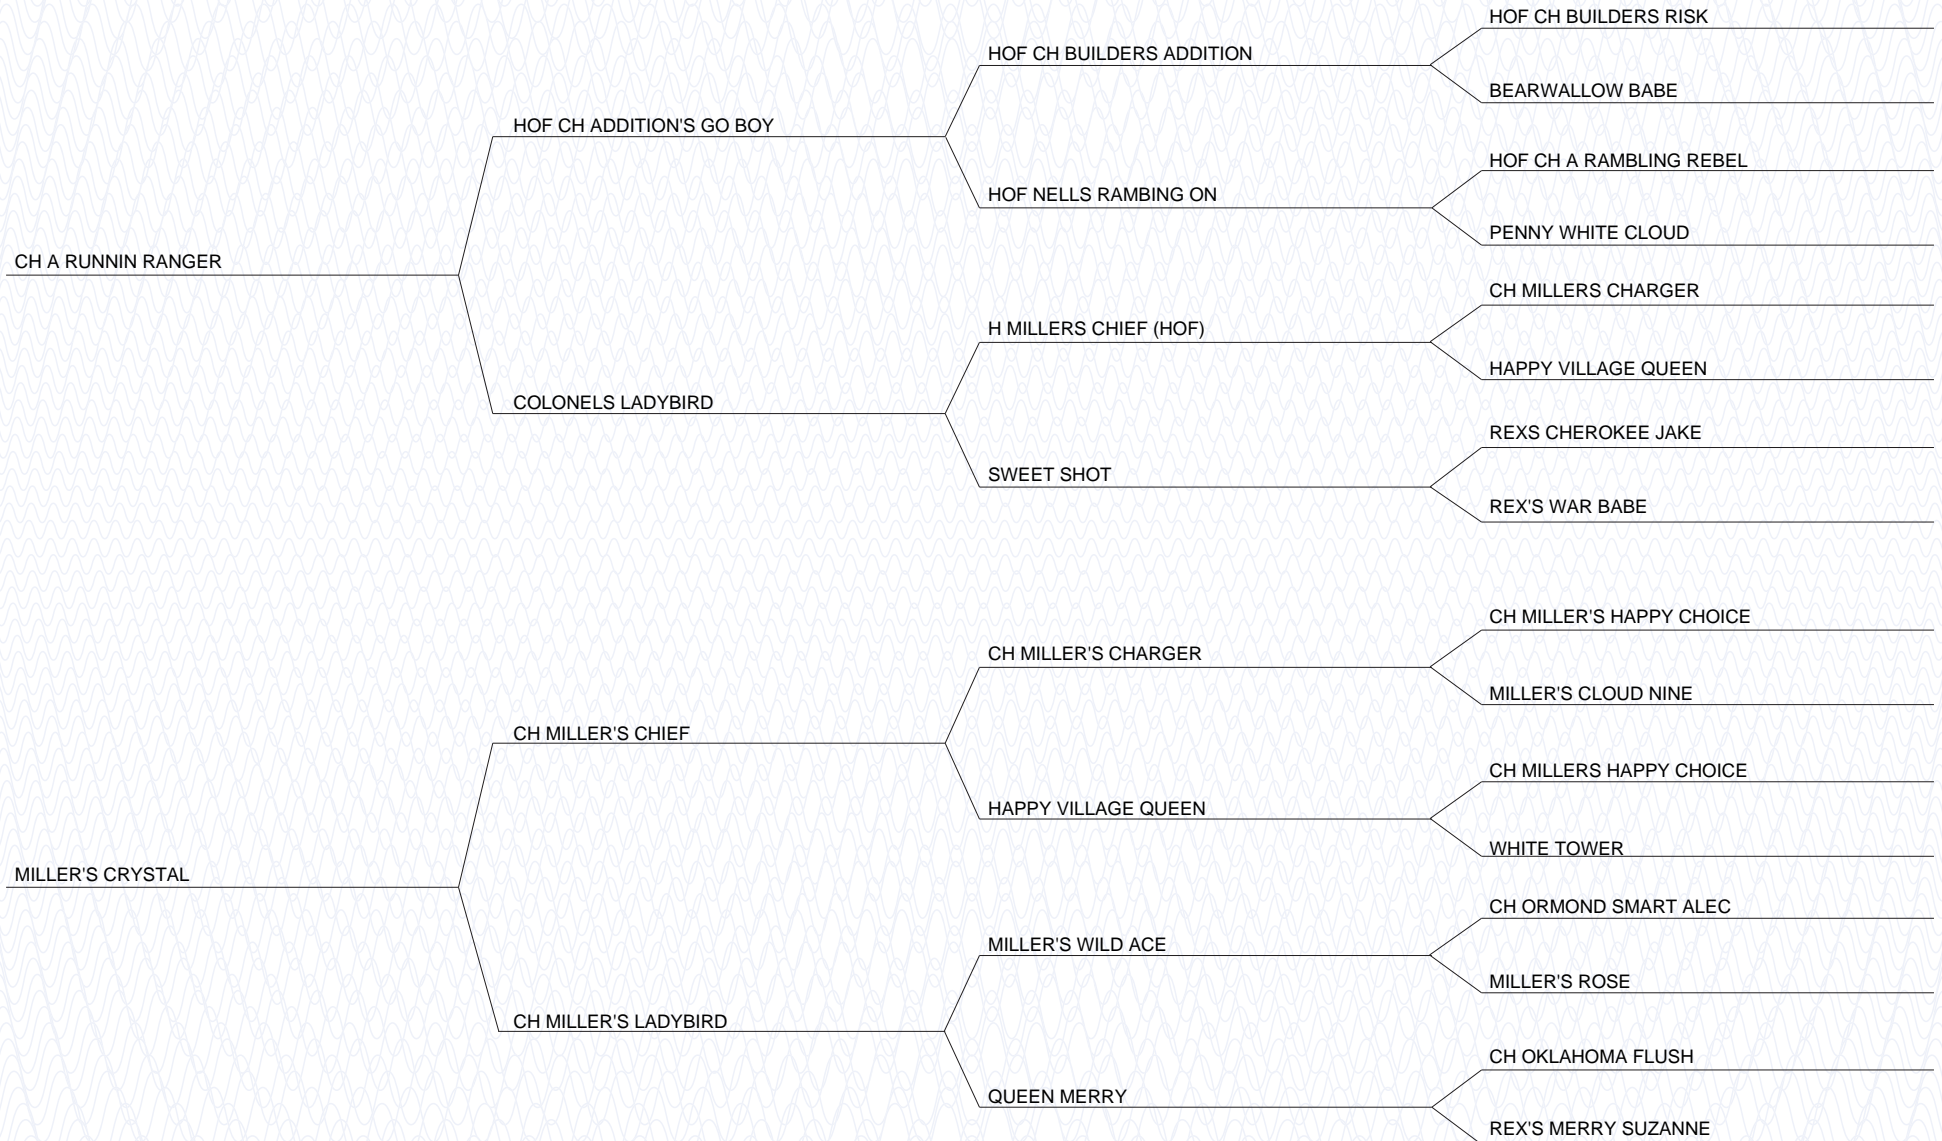 HOF CH BUILDERS RISK
HOF CH BUILDERS ADDITION
BEARWALLOW BABE
HOF CH ADDITION'S GO BOY
HOF CH A RAMBLING REBEL
HOF NELLS RAMBING ON
PENNY WHITE CLOUD
CH A RUNNIN RANGER
CH MILLERS CHARGER
H MILLERS CHIEF (HOF)
HAPPY VILLAGE QUEEN
COLONELS LADYBIRD
REXS CHEROKEE JAKE
SWEET SHOT
REX'S WAR BABE
CH MILLER'S HAPPY CHOICE
CH MILLER'S CHARGER
MILLER'S CLOUD NINE
CH MILLER'S CHIEF
CH MILLERS HAPPY CHOICE
HAPPY VILLAGE QUEEN
WHITE TOWER
MILLER'S CRYSTAL
CH ORMOND SMART ALEC
MILLER'S WILD ACE
MILLER'S ROSE
CH MILLER'S LADYBIRD
CH OKLAHOMA FLUSH
QUEEN MERRY
REX'S MERRY SUZANNE